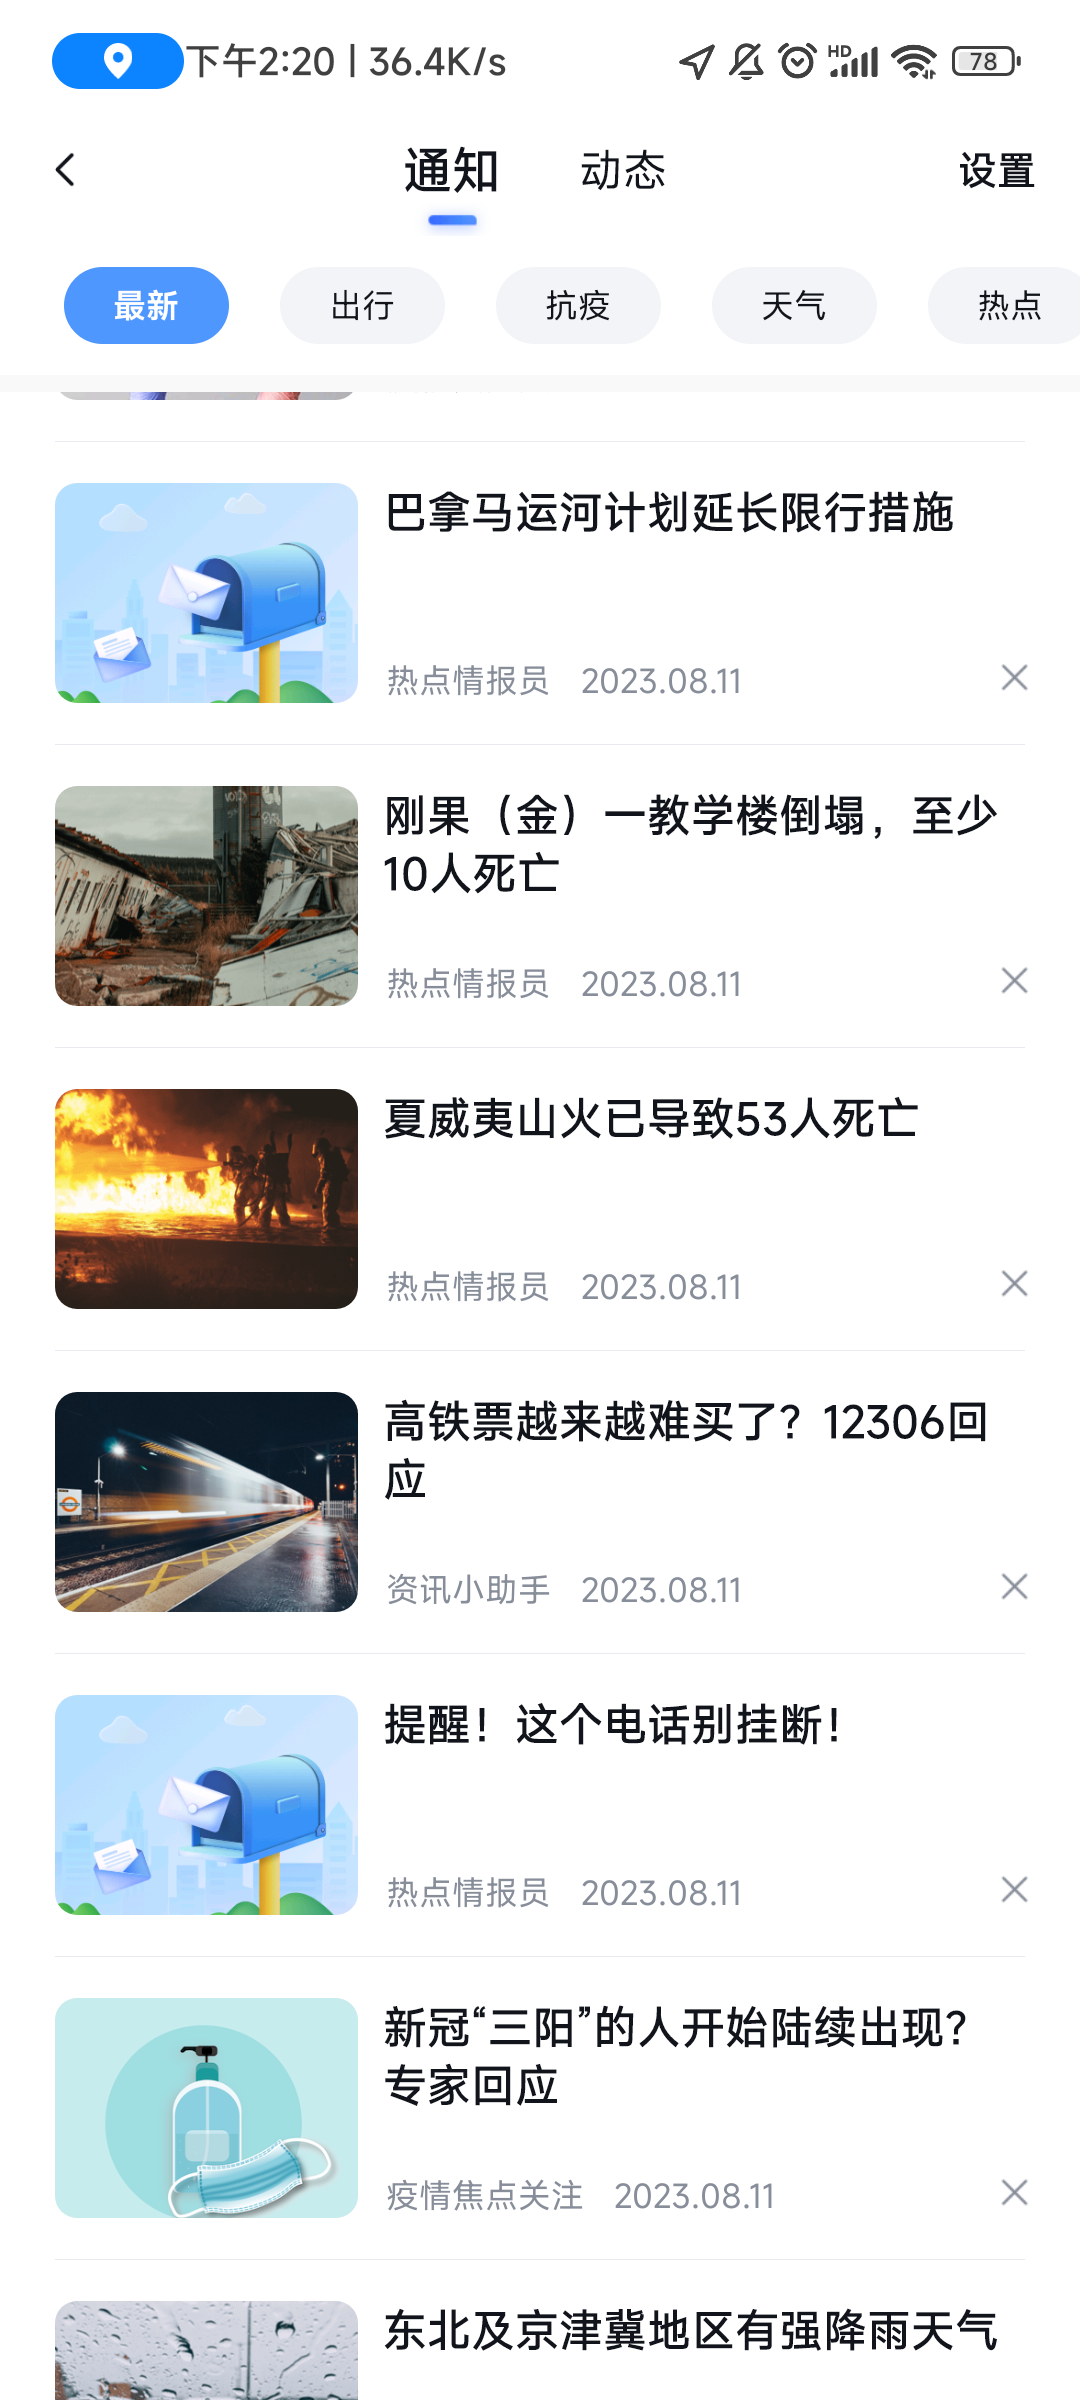 下午2:20 | 36.4K/s
HD
78
通知
动态
设置
最新
出行
抗疫
天气
热点
巴拿马运河计划延长限行措施
热点情报员 2023.08.11
刚果（金）一教学楼倒塌，至少
10人死亡
热点情报员 2023.08.11
夏威夷山火已导致53人死亡
热点情报员 2023.08.11
高铁票越来越难买了？12306回
应
资讯小助手 2023.08.11
提醒！这个电话别挂断！
热点情报员 2023.08.11
新冠“三阳”的人开始陆续出现？
专家回应
疫情焦点关注 2023.08.11
东北及京津冀地区有强降雨天气